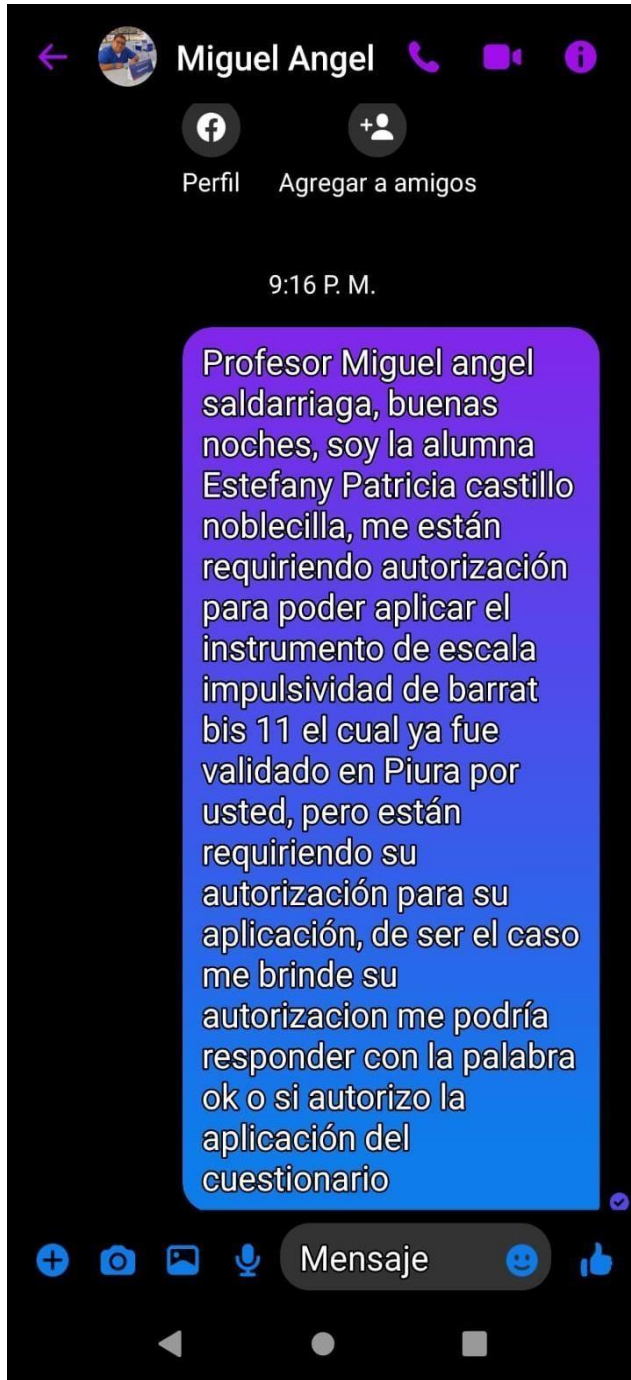 Miguel Angel
Perfil Agregar a amigos
9:16 P. M.
Profesor Miguel angel
saldarriaga, buenas
noches, soy la alumna
Estefany Patricia castillo
noblecilla, me están
requiriendo autorización
para poder aplicar el
instrumento de escala
impulsividad de barrat
bis 11 el cual ya fue
validado en Piura por
usted, pero están
requiriendo su
autorización para su
aplicación, de ser el caso
me brinde su
autorizacion me podría
responder con la palabra
ok o si autorizo la
aplicación del
cuestionario
Mensaje